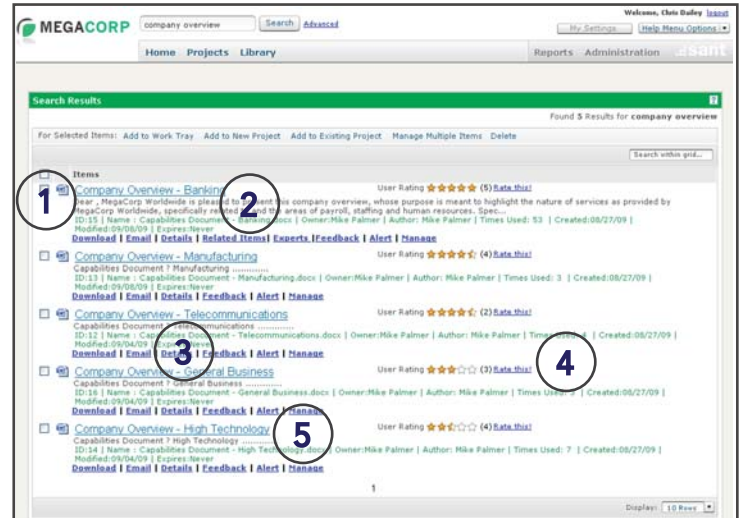 Welcome, Chris Dailey logout
MEGACORP company overview Search Advanced
My Settings Help Menu Options
Home Projects Library Reports Administration sant
Search Results ?
Found 5 Results for company overview
For Selected Items: Add to Work Tray Add to New Project Add to Existing Project Manage Multiple Items Delete
Search within grid...
Items
Company Overview - Banking User Rating (5) Rate this!
Dear , MegaCorp Worldwide is pleased to present this company overview, whose purpose is meant to highlight the nature of services as provided by
MegaCorp Worldwide, specifically related and the areas of payroll, staffing and human resources. Spec...
ID:15 | Name : Capabilities Document - Banking.docx | Owner:Mike Palmer | Author: Mike Palmer | Times Used: 53 | Created:08/27/09 |
Modified:09/08/09 | Expires:Never
Download | Email | Details | Related Items| Experts |Feedback | Alert | Manage
1
2
Company Overview - Manufacturing User Rating (4) Rate this!
Capabilities Document ? Manufacturing ..............
ID:13 | Name : Capabilities Document - Manufacturing.docx | Owner:Mike Palmer | Author: Mike Palmer | Times Used: 3 | Created:08/27/09 |
Modified:09/04/09 | Expires:Never
Download | Email | Details | Feedback | Alert | Manage
Company Overview - Telecommunications User Rating (2) Rate this!
Capabilities Document ? Telecommunications ..............
ID:12 | Name : Capabilities Document - Telecommunications.docx | Owner:Mike Palmer | Author: Mike Palmer | Times Used: 4 | Created:08/27/09 |
Modified:09/04/09 | Expires:Never
Download | Email | Details | Feedback | Alert | Manage
3
4
Company Overview - General Business User Rating (3) Rate this!
Capabilities Document ? General Business ..............
ID:16 | Name : Capabilities Document - General Business.docx | Owner:Mike Palmer | Author: Mike Palmer | Times Used: | Created:08/27/09 |
Modified:09/04/09 | Expires:Never
Download | Email | Details | Feedback | Alert | Manage
5
Company Overview - High Technology User Rating (4) Rate this!
Capabilities Document ? High Technology ..............
ID:14 | Name : Capabilities Document - High Technology.docx | Owner:Mike Palmer | Author: Mike Palmer | Times Used: 7 | Created:08/27/09 |
Modified:09/04/09 | Expires:Never
Download | Email | Details | Feedback | Alert | Manage
1
Display: 10 Rows